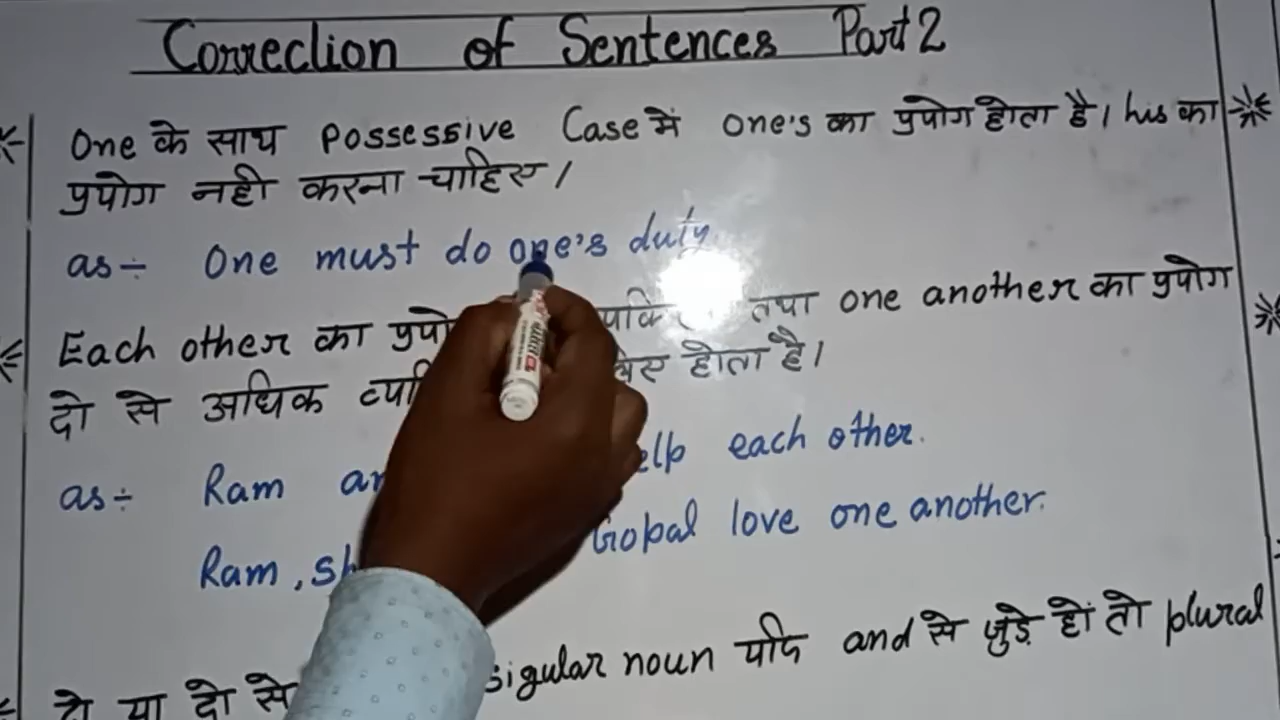 Correction of Sentences Part 2
One के साथ Possessive Case में one's का प्रयोग होता है। his का
प्रयोग नही करना चाहिए।
as÷ One must do one's duty.
Each other का तथा one another का प्रयोग
दो से अधिक होता है।
as÷ Ram each other.
Ram, Gopal love one another.
दो या दो से sigular noun यदि and से जुड़े हों तो plural